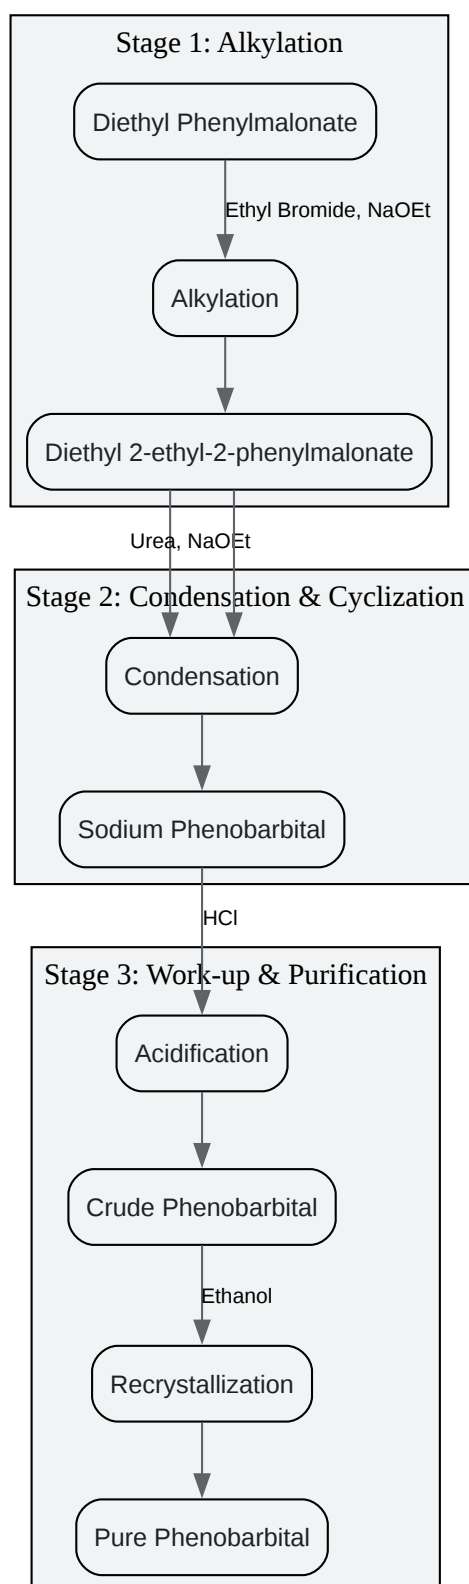 Stage 1: Alkylation
Diethyl Phenylmalonate
Ethyl Bromide, NaOEt
Alkylation
Diethyl 2-ethyl-2-phenylmalonate
Urea, NaOEt
Stage 2: Condensation & Cyclization
Condensation
Sodium Phenobarbital
HCl
Stage 3: Work-up & Purification
Acidification
Crude Phenobarbital
Ethanol
Recrystallization
Pure Phenobarbital